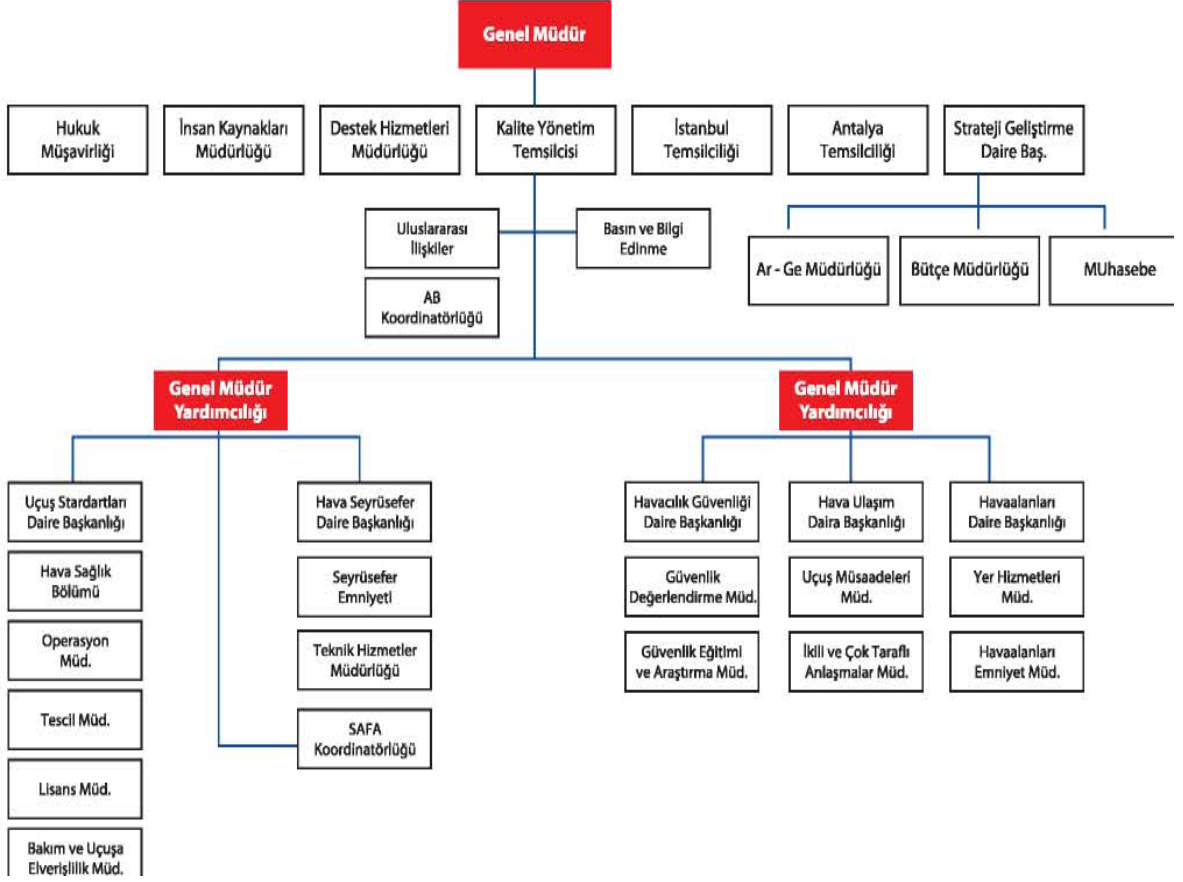 Genel Müdür
Hukuk
Müşavirliği
İnsan Kaynakları
Müdürlüğü
Destek Hizmetleri
Müdürlüğü
Kalite Yönetim
Temsilcisi
İstanbul
Temsilciliği
Antalya
Temsilciliği
Strateji Geliştirme
Daire Baş.
Uluslararası
İlişkiler
Basın ve Bilgi
Edinme
AB
Koordinatörlüğü
Ar - Ge Müdürlüğü
Bütçe Müdürlüğü
MUhasebe
Genel Müdür
Yardımcılığı
Genel Müdür
Yardımcılığı
Uçuş Stardartları
Daire Başkanlığı
Hava Sağlık
Bölümü
Operasyon
Müd.
Tescil Müd.
Lisans Müd.
Bakım ve Uçuşa
Elverişlilik Müd.
Hava Seyrüsefer
Daire Başkanlığı
Seyrüsefer
Emniyeti
Teknik Hizmetler
Müdürlüğü
SAFA
Koordinatörlüğü
Havacılık Güvenliği
Daire Başkanlığı
Güvenlik
Değerlendirme Müd.
Güvenlik Eğitimi
ve Araştırma Müd.
Hava Ulaşım
Daira Başkanlığı
Uçuş Müsaadeleri
Müd.
İkili ve Çok Taraflı
Anlaşmalar Müd.
Havaalanları
Daire Başkanlığı
Yer Hizmetleri
Müd.
Havaalanları
Emniyet Müd.